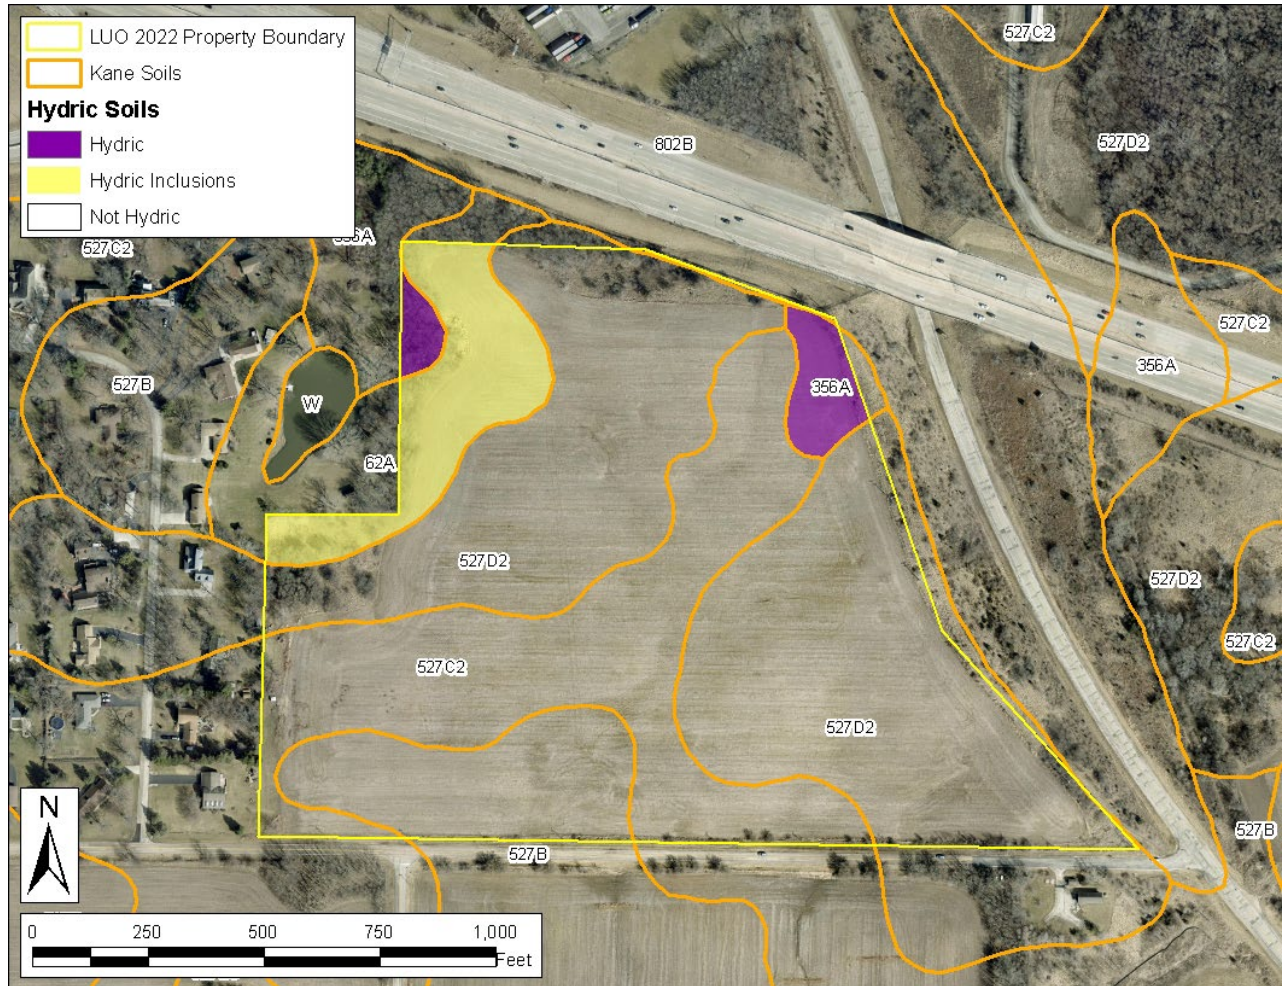 LUO 2022 Property Boundary
Kane Soils
Hydric Soils
Hydric
Hydric Inclusions
Not Hydric
527C2
802B
527D2
527C2
356A
527C2
356A
527B
W
356A
62A
527D2
527D2
527C2
527C2
527D2
527B
527B
N
0 250 500 750 1,000
Feet